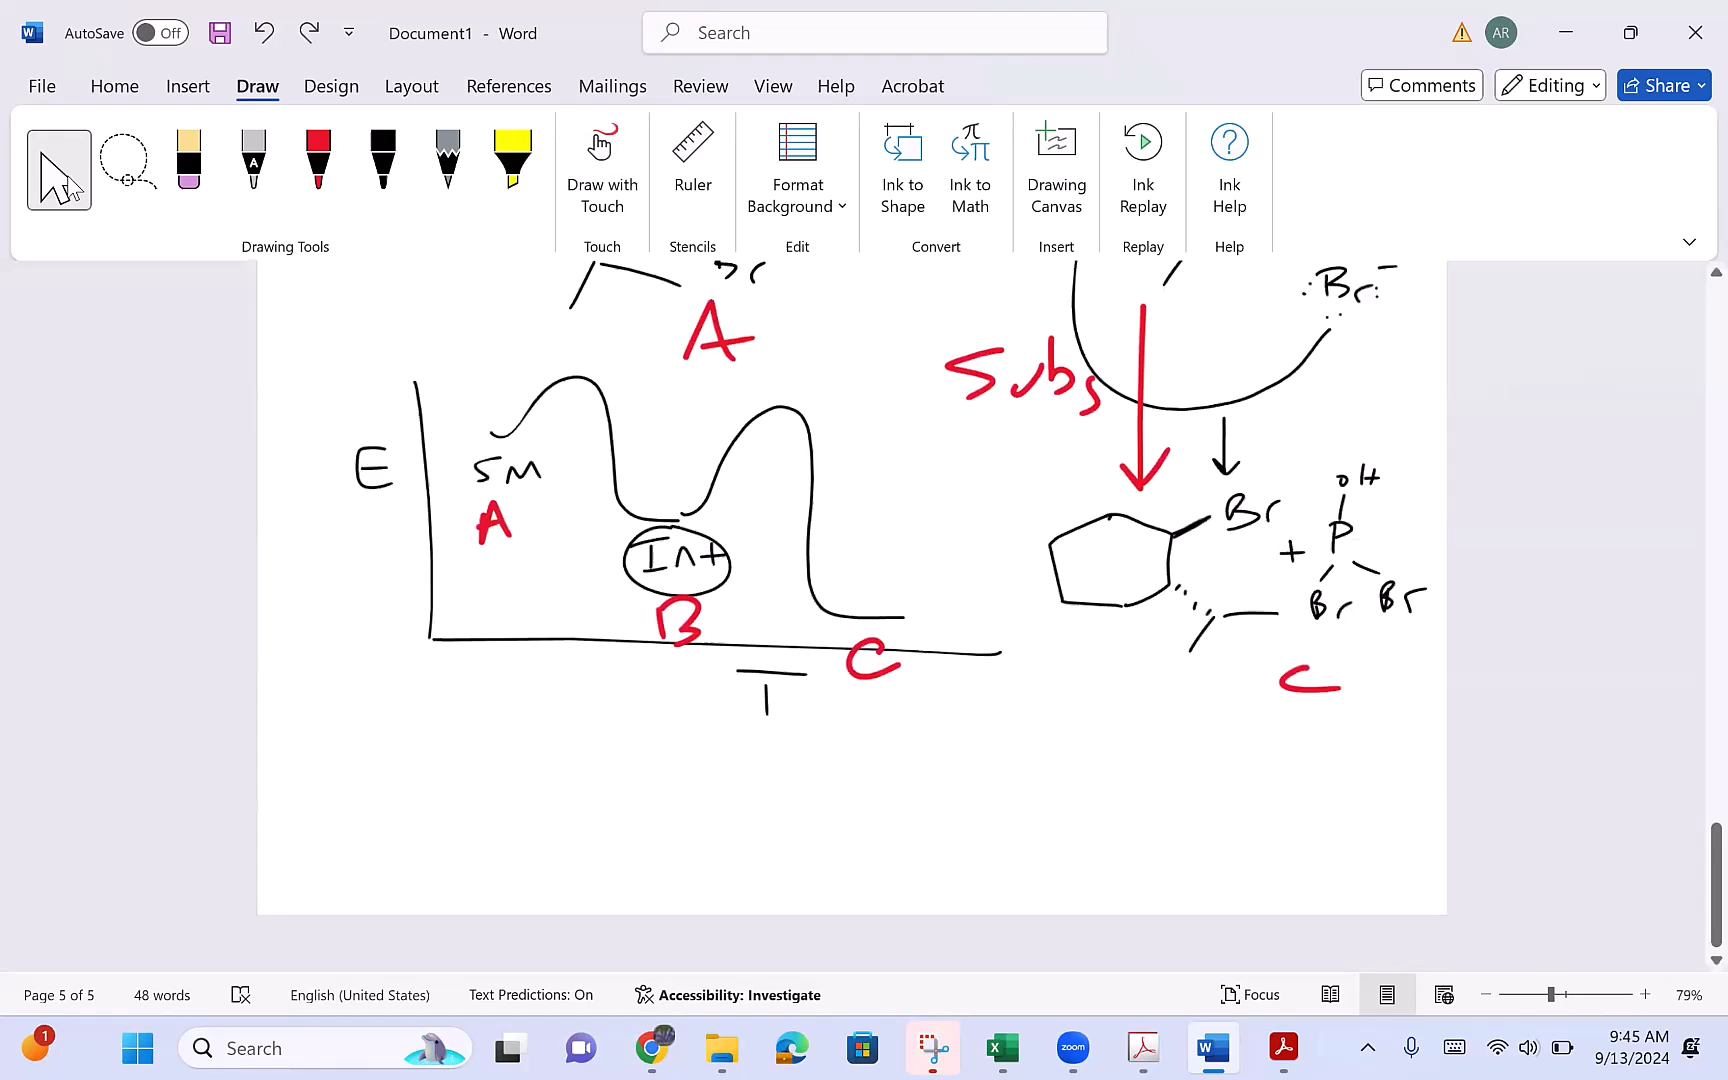 AutoSave Off Document1 - Word Search AR
File Home Insert Draw Design Layout References Mailings Review View Help Acrobat Comments Editing Share
Draw with Touch Ruler Format Background Ink to Shape Ink to Math Drawing Canvas Ink Replay Ink Help
Drawing Tools Touch Stencils Edit Convert Insert Replay Help
Br
:Br:–
A
Subs
E
SM
A
OH
Br
P
+
Int
Br Br
B
C
C
T
Page 5 of 5 48 words English (United States) Text Predictions: On Accessibility: Investigate Focus 79%
1 Search zoom 9:45 AM
9/13/2024